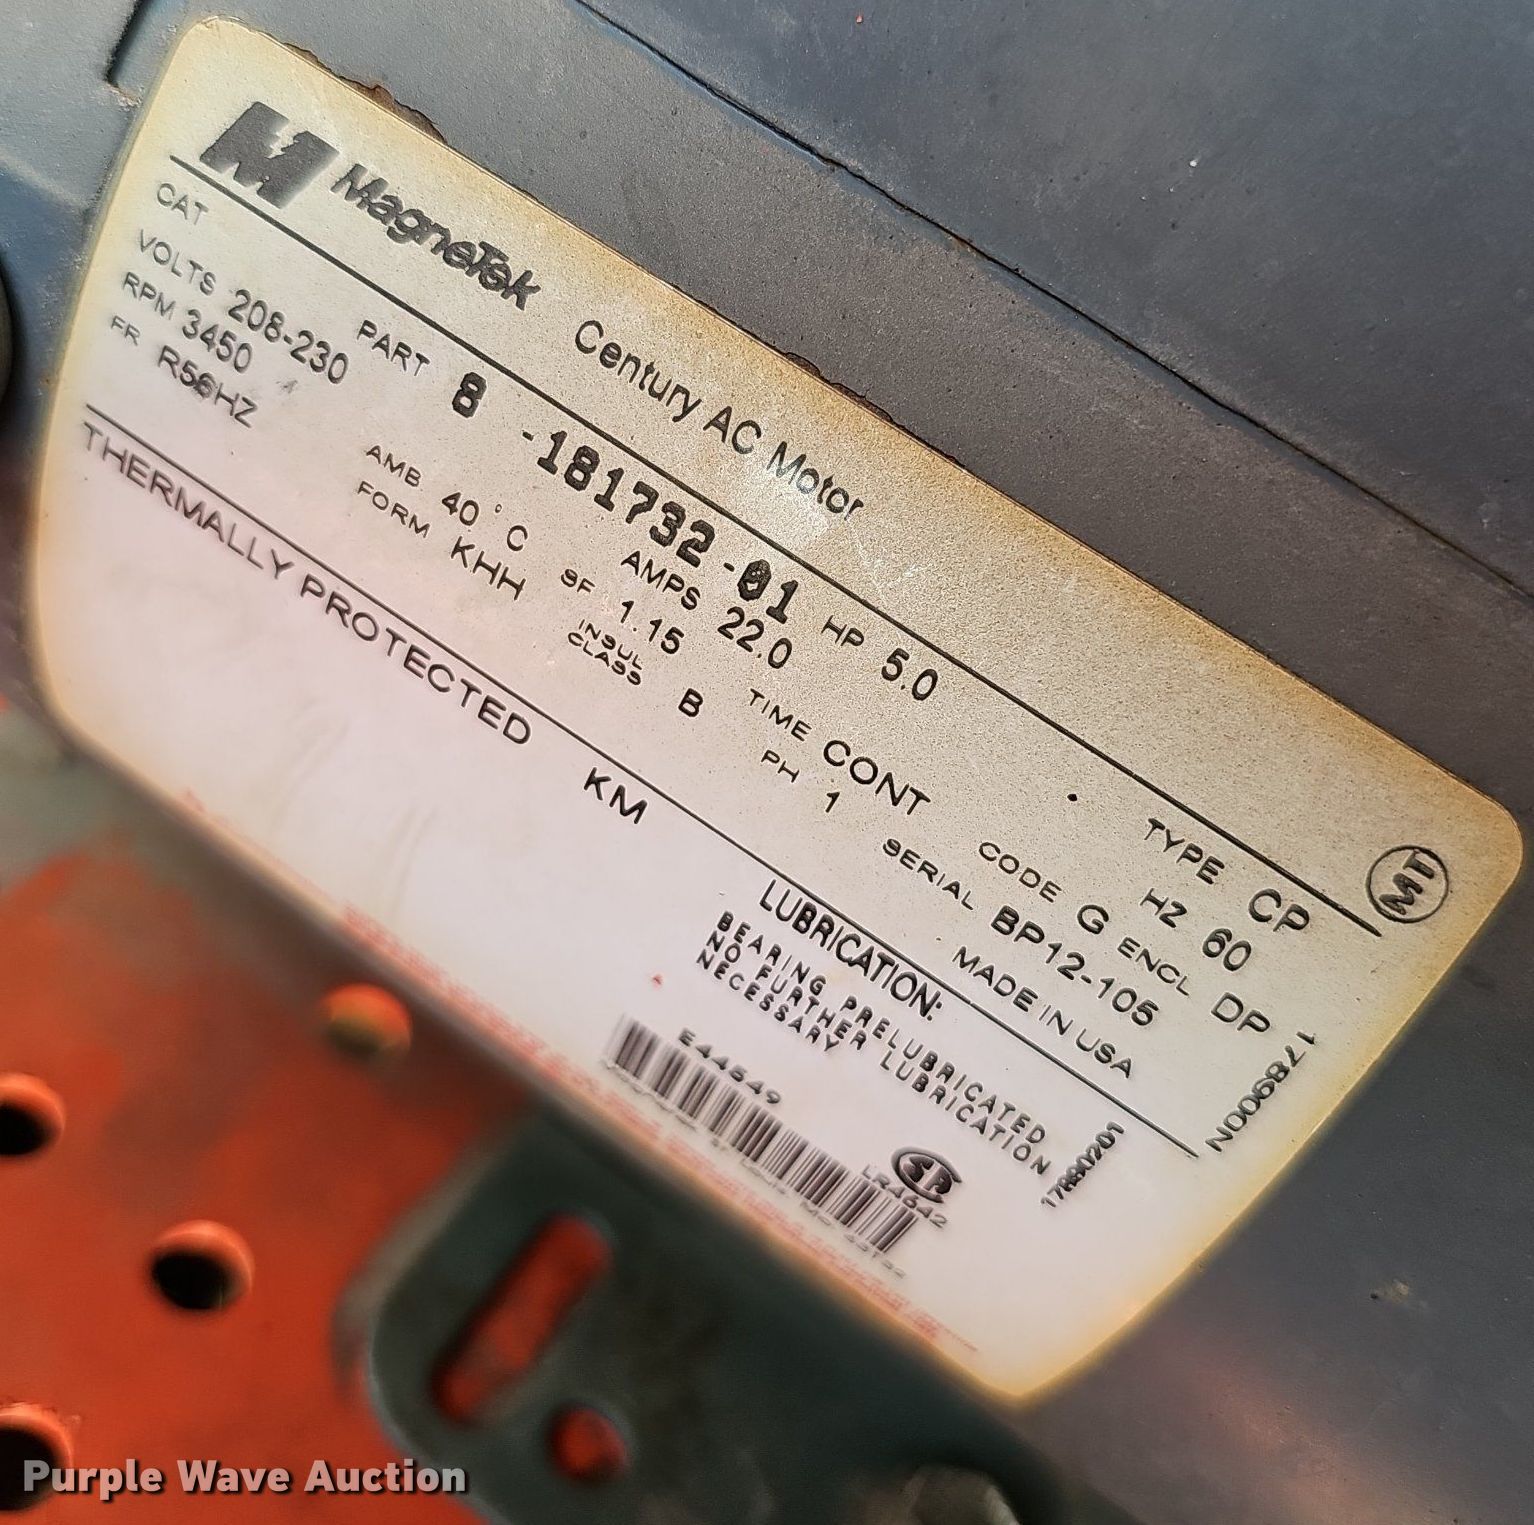 MagneTek Century AC Motor MT
CAT PART 8 -181732 -01 HP 5.0 TYPE CP
VOLTS 208-230 AMPS 22.0 HZ 60
RPM 3450 AMB 40°C SF 1.15 TIME CONT CODE G ENCL DP
FR R56HZ FORM KHH INSUL CLASS B PH 1 SERIAL BP12-105
MADE IN USA
178900N
THERMALLY PROTECTED KM LUBRICATION:
BEARING PRELUBRICATED
NO FURTHER LUBRICATION
NECESSARY
E44649
LR4642
Purple Wave Auction